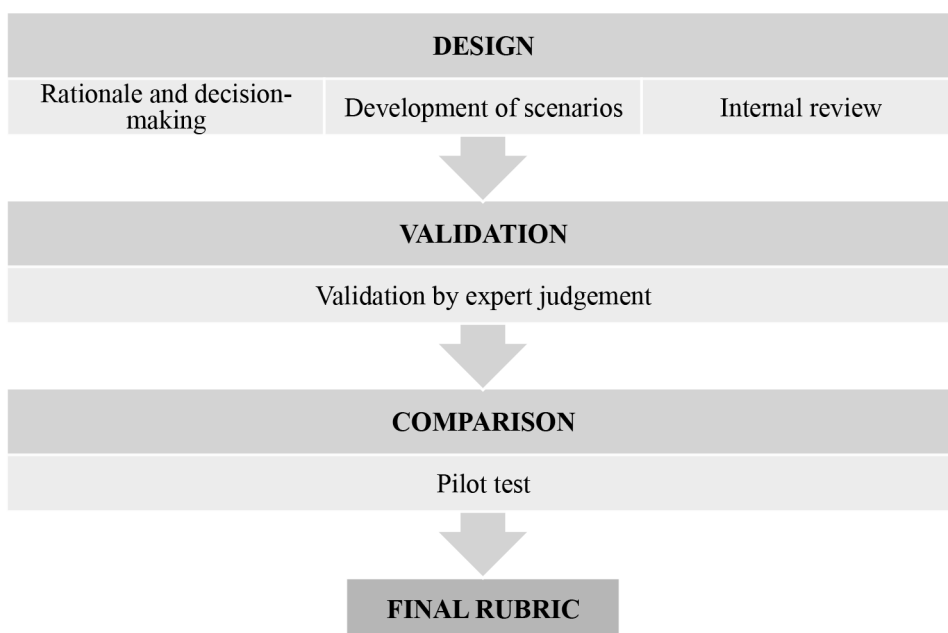 DESIGN
Rationale and decision-
making
Development of scenarios
Internal review
VALIDATION
Validation by expert judgement
COMPARISON
Pilot test
FINAL RUBRIC